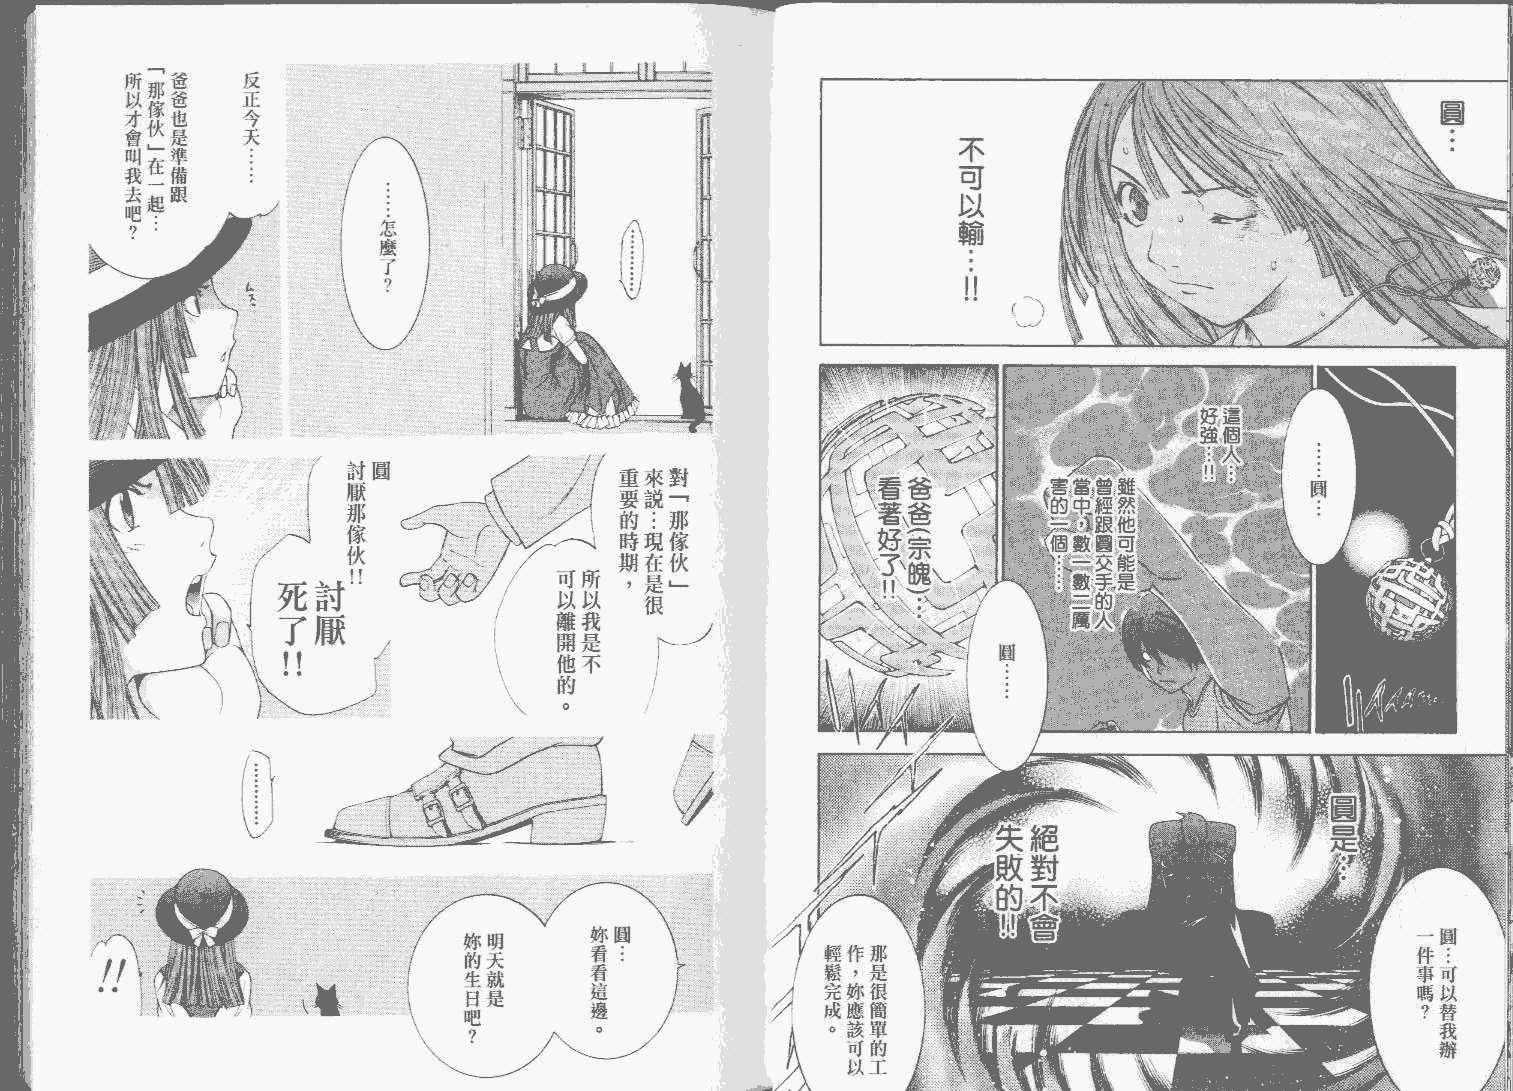 圓…
不可以輸…!!
……圓…
這個人…
好強…!!
雖然他可能是
曾經跟圓交手的人
當中，數一數二厲
害的一個……
爸爸(宗魄)…
看著好了!!
圓……
圓是…
絕對不會
失敗的!!
圓…可以替我辦
一件事嗎？
那是很簡單的工
作，妳應該可以
輕鬆完成。
…………
……怎麼了？
反正今天……
爸爸也是準備跟
「那傢伙」在一起…
所以才會叫我去吧？
ムス…
對「那傢伙」
來説…現在是很
重要的時期，
所以我是不
可以離開他的。
圓
討厭那傢伙!!
討厭
死了!!
…………
圓…
妳看看這邊。
明天就是
妳的生日吧？
!!